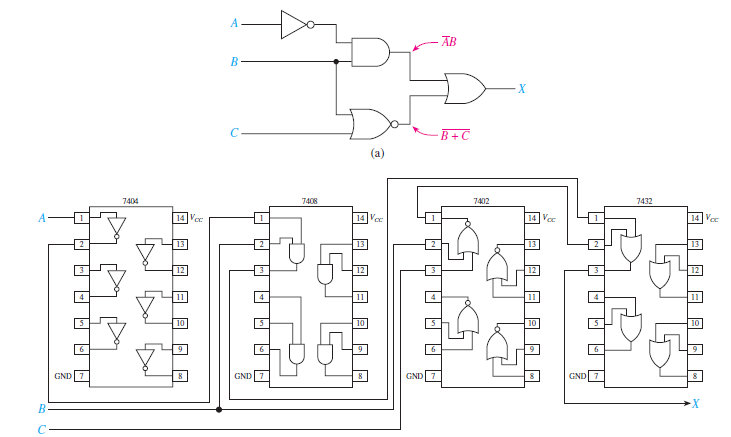 A
A̅B
B
X
C
B + C̅
(a)
7404
7408
7402
7432
A 1 14 VCC 1 14 VCC 1 14 VCC 1 14 VCC
2 13 2 13 2 13 2 13
3 12 3 12 3 12 3 12
4 11 4 11 4 11 4 11
5 10 5 10 5 10 5 10
6 9 6 9 6 9 6 9
GND 7 8 GND 7 8 GND 7 8 GND 7 8
B
X
C